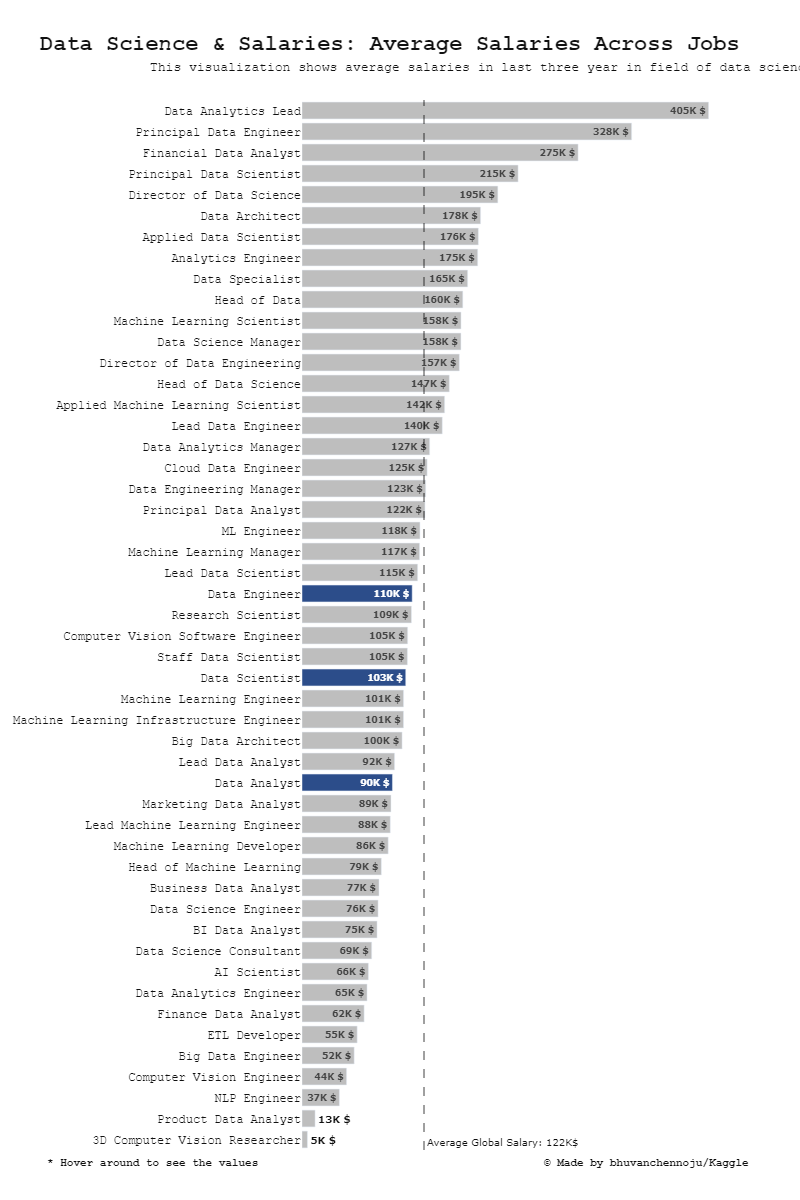 Data Science & Salaries: Average Salaries Across Jobs
This visualization shows average salaries in last three year in field of data
Data Analytics Lead 405K $
Principal Data Engineer 328K $
Financial Data Analyst 275K $
Principal Data Scientist 215K $
Director of Data Science 195K $
Data Architect 178K $
Applied Data Scientist 176K $
Analytics Engineer 175K $
Data Specialist 165K $
Head of Data 160K $
Machine Learning Scientist 158K $
Data Science Manager 158K $
Director of Data Engineering 157K $
Head of Data Science 147K $
Applied Machine Learning Scientist 142K $
Lead Data Engineer 140K $
Data Analytics Manager 127K $
Cloud Data Engineer 125K $
Data Engineering Manager 123K $
Principal Data Analyst 122K $
ML Engineer 118K $
Machine Learning Manager 117K $
Lead Data Scientist 115K $
Data Engineer 110K $
Research Scientist 109K $
Computer Vision Software Engineer 105K $
Staff Data Scientist 105K $
Data Scientist 103K $
Machine Learning Engineer 101K $
Machine Learning Infrastructure Engineer 101K $
Big Data Architect 100K $
Lead Data Analyst 92K $
Data Analyst 90K $
Marketing Data Analyst 89K $
Lead Machine Learning Engineer 88K $
Machine Learning Developer 86K $
Head of Machine Learning 79K $
Business Data Analyst 77K $
Data Science Engineer 76K $
BI Data Analyst 75K $
Data Science Consultant 69K $
AI Scientist 66K $
Data Analytics Engineer 65K $
Finance Data Analyst 62K $
ETL Developer 55K $
Big Data Engineer 52K $
Computer Vision Engineer 44K $
NLP Engineer 37K $
Product Data Analyst 13K $
3D Computer Vision Researcher 5K $
Average Global Salary: 122K$
* Hover around to see the values
© Made by bhuvanchennoju/Kaggle